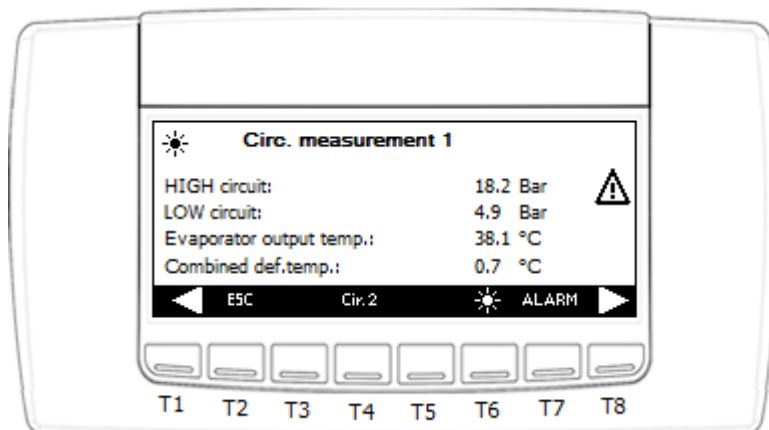 Circ. measurement 1
HIGH circuit: 18.2 Bar
LOW circuit: 4.9 Bar
Evaporator output temp.: 38.1 °C
Combined def.temp.: 0.7 °C
ESC Cir.2 ALARM
T1 T2 T3 T4 T5 T6 T7 T8